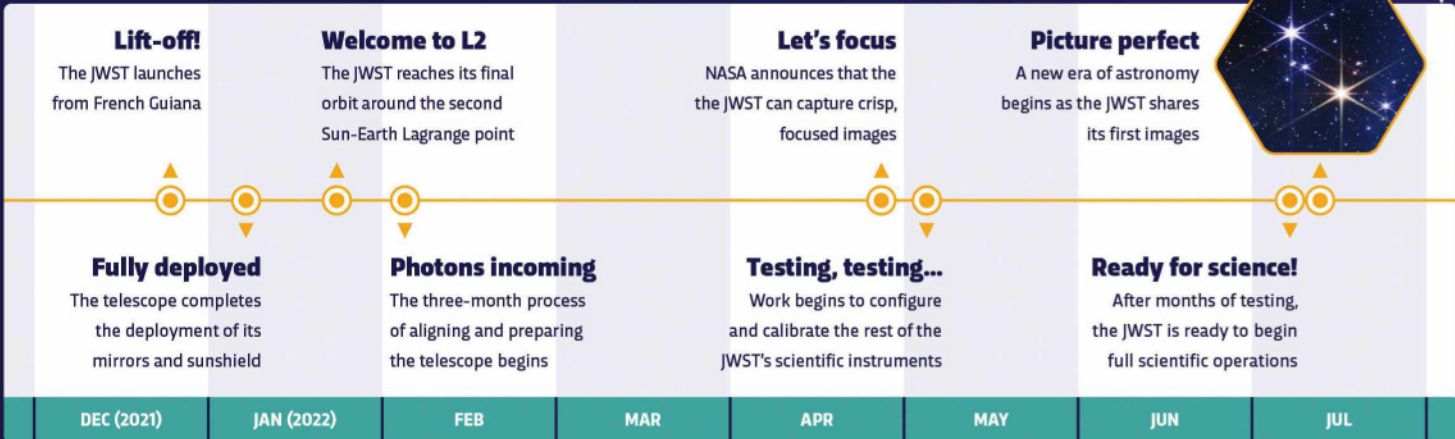 Lift-off!
The JWST launches
from French Guiana
Welcome to L2
The JWST reaches its final
orbit around the second
Sun-Earth Lagrange point
Let's focus
NASA announces that the
the JWST can capture crisp,
focused images
Picture perfect
A new era of astronomy
begins as the JWST shares
its first images
Fully deployed
The telescope completes
the deployment of its
mirrors and sunshield
Photons incoming
The three-month process
of aligning and preparing
the telescope begins
Testing, testing...
Work begins to configure
and calibrate the rest of the
JWST's scientific instruments
Ready for science!
After months of testing,
the JWST is ready to begin
full scientific operations
DEC (2021) JAN (2022) FEB MAR APR MAY JUN JUL